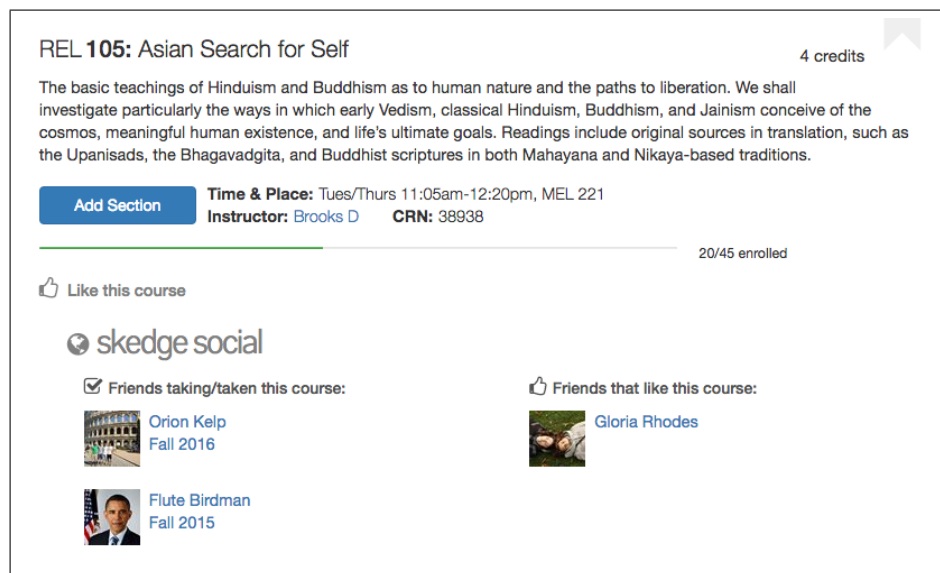 REL 105: Asian Search for Self
4 credits
The basic teachings of Hinduism and Buddhism as to human nature and the paths to liberation. We shall
investigate particularly the ways in which early Vedism, classical Hinduism, Buddhism, and Jainism conceive of the
cosmos, meaningful human existence, and life's ultimate goals. Readings include original sources in translation, such as
the Upanisads, the Bhagavadgita, and Buddhist scriptures in both Mahayana and Nikaya-based traditions.
Add Section
Time & Place: Tues/Thurs 11:05am-12:20pm, MEL 221
Instructor: Brooks D CRN: 38938
20/45 enrolled
Like this course
skedge social
Friends taking/taken this course:
Orion Kelp
Fall 2016
Flute Birdman
Fall 2015
Friends that like this course:
Gloria Rhodes